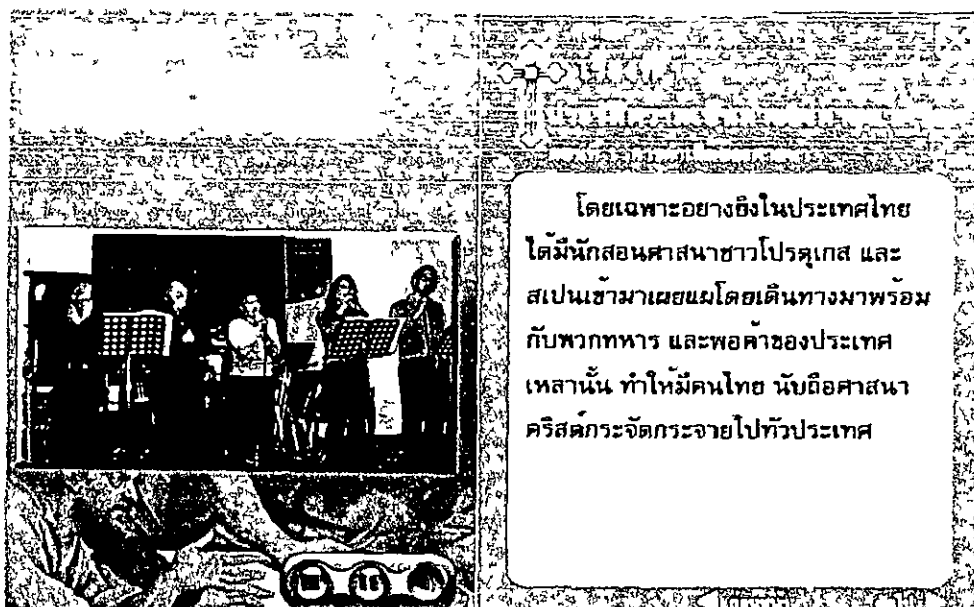 โดยเฉพาะอย่างยิ่งในประเทศไทย
ได้มีนักสอนศาสนาชาวโปรตุเกส และ
สเปนเข้ามาเผยแผ่โดยเดินทางมาพร้อม
กับพวกทหาร และพ่อค้าของประเทศ
เหล่านั้น ทำให้มีคนไทย นับถือศาสนา
คริสต์กระจัดกระจายไปทั่วประเทศ